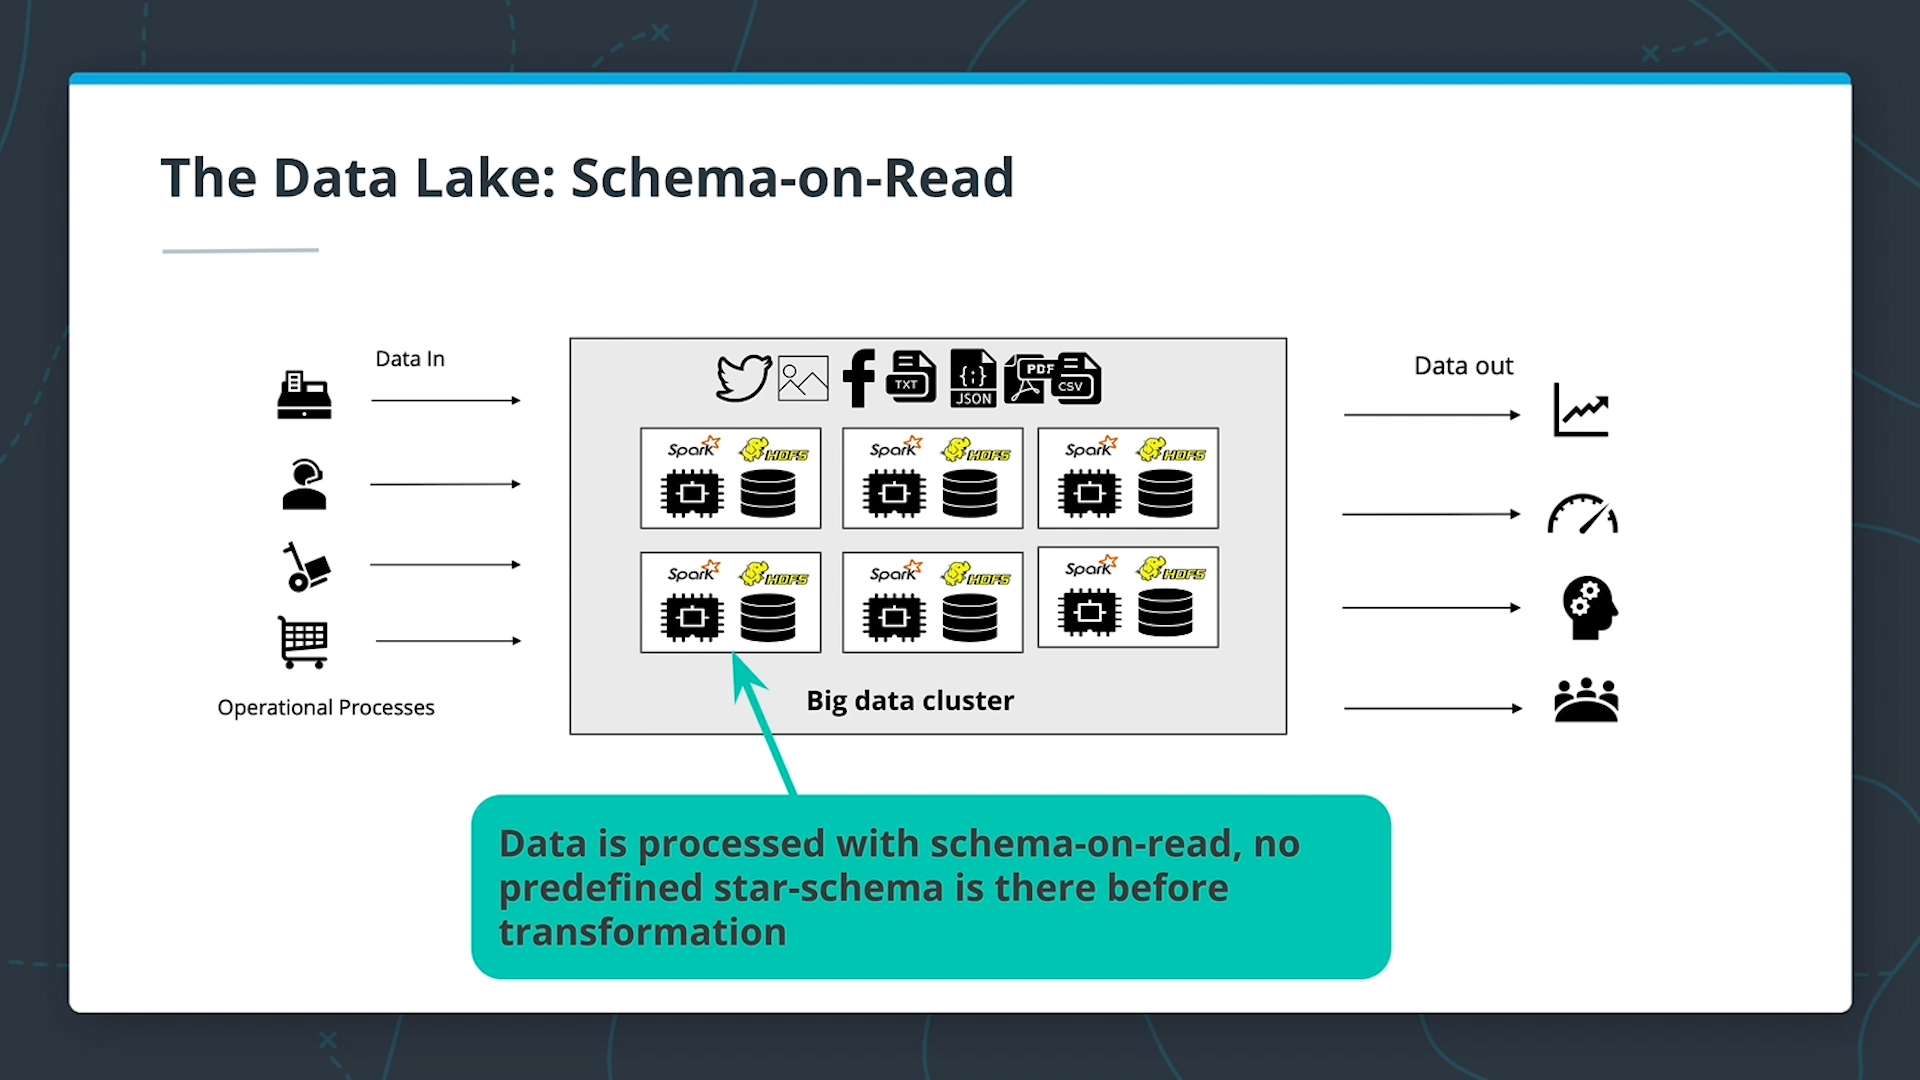 The Data Lake: Schema-on-Read
Data In
Data out
TXT
JSON
PDF
CSV
Spark HDFS
Spark HDFS
Spark HDFS
Spark HDFS
Spark HDFS
Spark HDFS
Big data cluster
Operational Processes
Data is processed with schema-on-read, no
predefined star-schema is there before
transformation